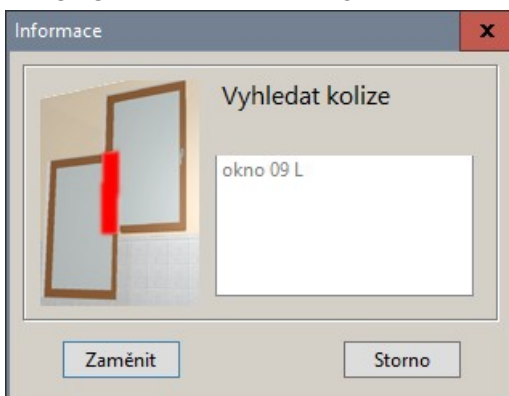 Informace
x
Vyhledat kolize
okno 09 L
Zaměnit
Storno